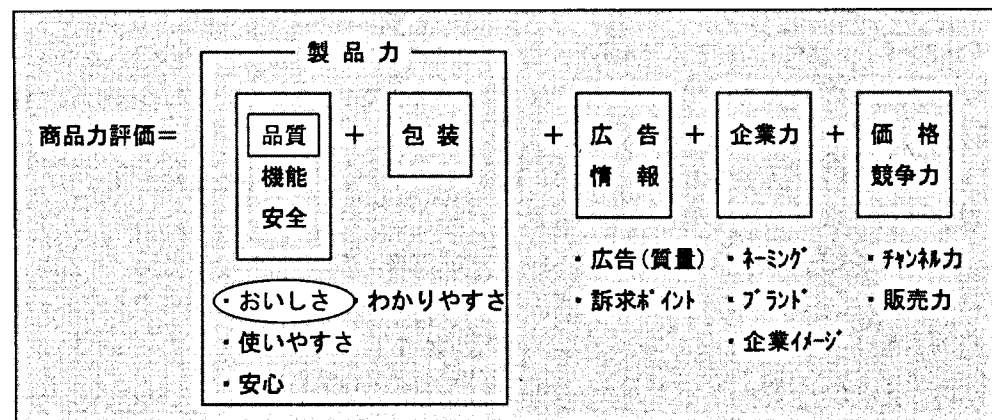 製品力
商品力評価＝ 品質 ＋ 包装 ＋ 広告 ＋ 企業力 ＋ 価格
機能 情報 競争力
安全
・広告(質量) ・ﾈｰﾐﾝｸﾞ ・ﾁｬﾝﾈﾙ力
・おいしさ ・わかりやすさ ・訴求ﾎﾟｲﾝﾄ ・ﾌﾞﾗﾝﾄﾞ ・販売力
・使いやすさ ・企業ｲﾒｰｼﾞ
・安心